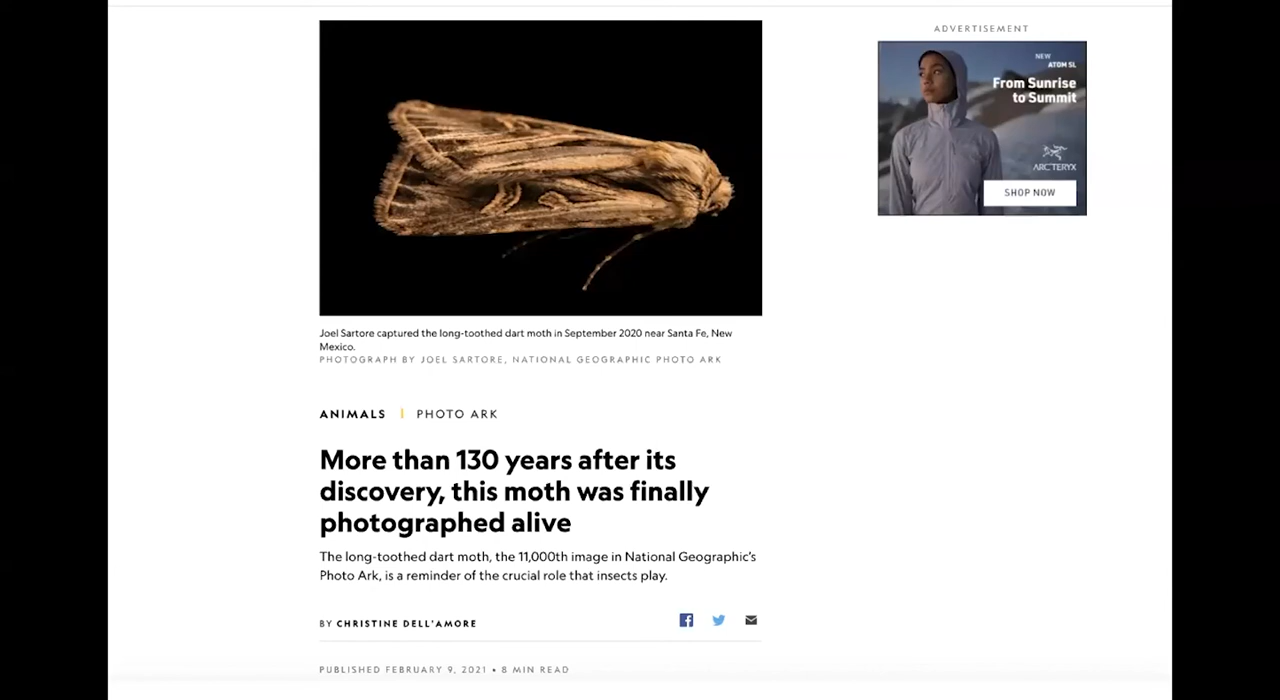 ADVERTISEMENT
NEW
ATOM SL
From Sunrise
to Summit
ARC'TERYX
SHOP NOW
Joel Sartore captured the long-toothed dart moth in September 2020 near Santa Fe, New
Mexico.
PHOTOGRAPH BY JOEL SARTORE, NATIONAL GEOGRAPHIC PHOTO ARK
ANIMALS | PHOTO ARK
More than 130 years after its
discovery, this moth was finally
photographed alive
The long-toothed dart moth, the 11,000th image in National Geographic's
Photo Ark, is a reminder of the crucial role that insects play.
BY CHRISTINE DELL'AMORE
PUBLISHED FEBRUARY 9, 2021 • 8 MIN READ